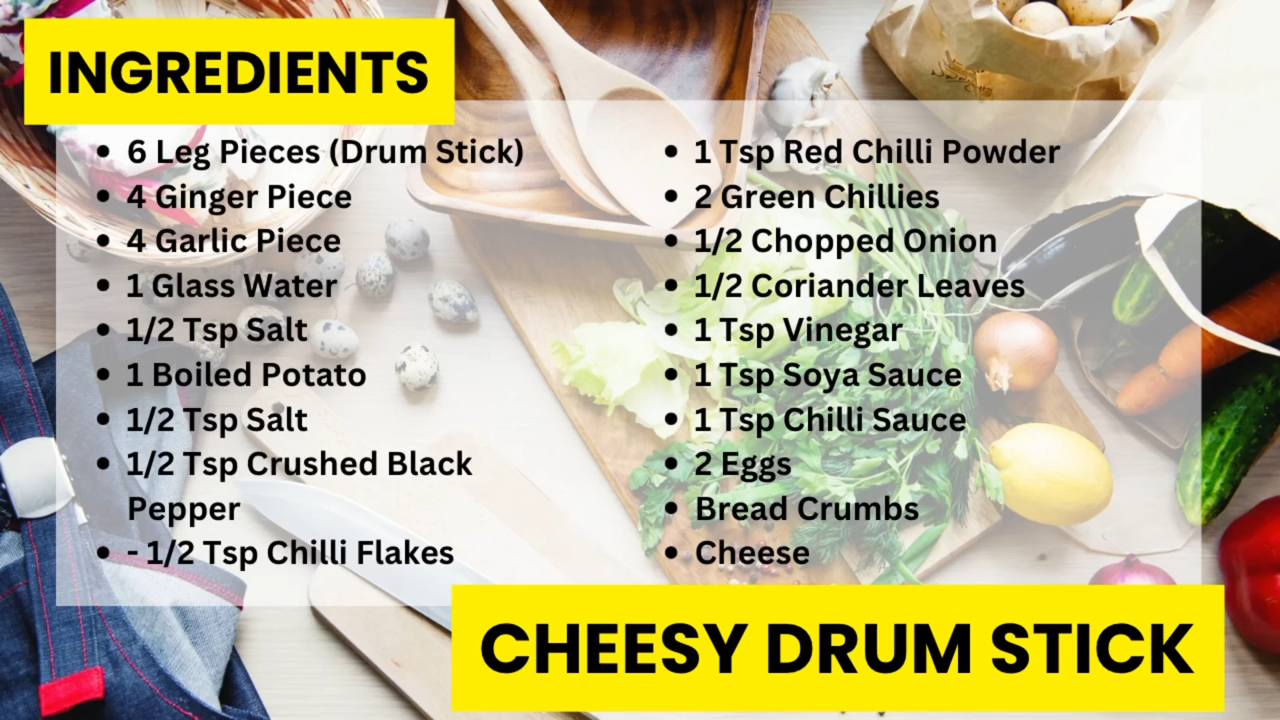 INGREDIENTS
• 6 Leg Pieces (Drum Stick)
• 4 Ginger Piece
• 4 Garlic Piece
• 1 Glass Water
• 1/2 Tsp Salt
• 1 Boiled Potato
• 1/2 Tsp Salt
• 1/2 Tsp Crushed Black
Pepper
• - 1/2 Tsp Chilli Flakes
• 1 Tsp Red Chilli Powder
• 2 Green Chillies
• 1/2 Chopped Onion
• 1/2 Coriander Leaves
• 1 Tsp Vinegar
• 1 Tsp Soya Sauce
• 1 Tsp Chilli Sauce
• 2 Eggs
• Bread Crumbs
• Cheese
CHEESY DRUM STICK